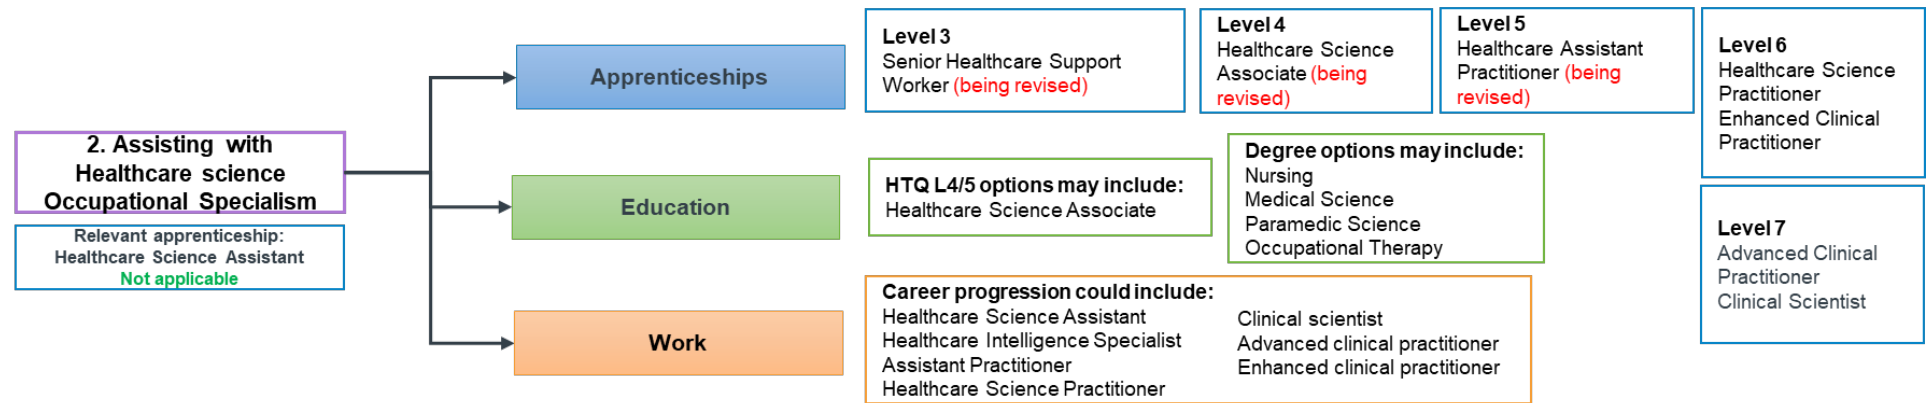 2. Assisting with
Healthcare science
Occupational Specialism
Relevant apprenticeship:
Healthcare Science Assistant
Not applicable
Apprenticeships
Level 3
Senior Healthcare Support
Worker (being revised)
Level 4
Healthcare Science
Associate (being
revised)
Level 5
Healthcare Assistant
Practitioner (being
revised)
Level 6
Healthcare Science
Practitioner
Enhanced Clinical
Practitioner
Level 7
Advanced Clinical
Practitioner
Clinical Scientist
Education
HTQ L4/5 options may include:
Healthcare Science Associate
Degree options may include:
Nursing
Medical Science
Paramedic Science
Occupational Therapy
Work
Career progression could include:
Healthcare Science Assistant
Healthcare Intelligence Specialist
Assistant Practitioner
Healthcare Science Practitioner
Clinical scientist
Advanced clinical practitioner
Enhanced clinical practitioner